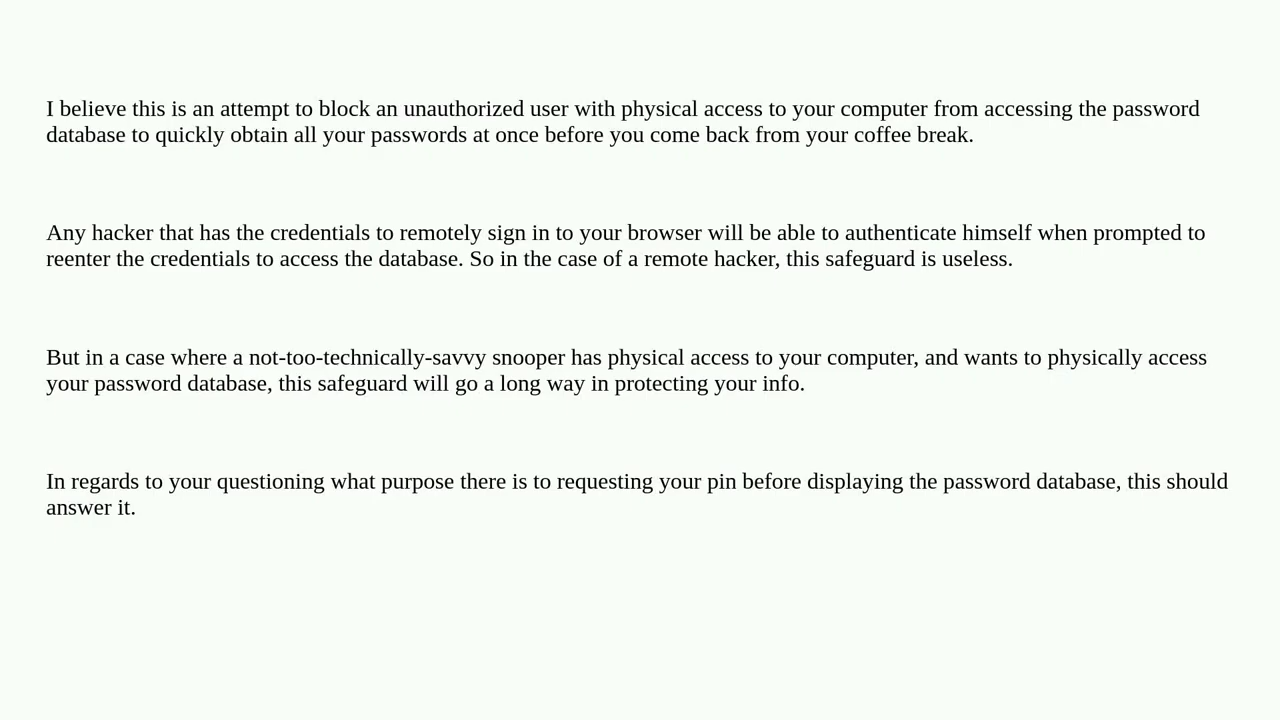 I believe this is an attempt to block an unauthorized user with physical access to your computer from accessing the password
database to quickly obtain all your passwords at once before you come back from your coffee break.
Any hacker that has the credentials to remotely sign in to your browser will be able to authenticate himself when prompted to
reenter the credentials to access the database. So in the case of a remote hacker, this safeguard is useless.
But in a case where a not-too-technically-savvy snooper has physical access to your computer, and wants to physically access
your password database, this safeguard will go a long way in protecting your info.
In regards to your questioning what purpose there is to requesting your pin before displaying the password database, this should
answer it.